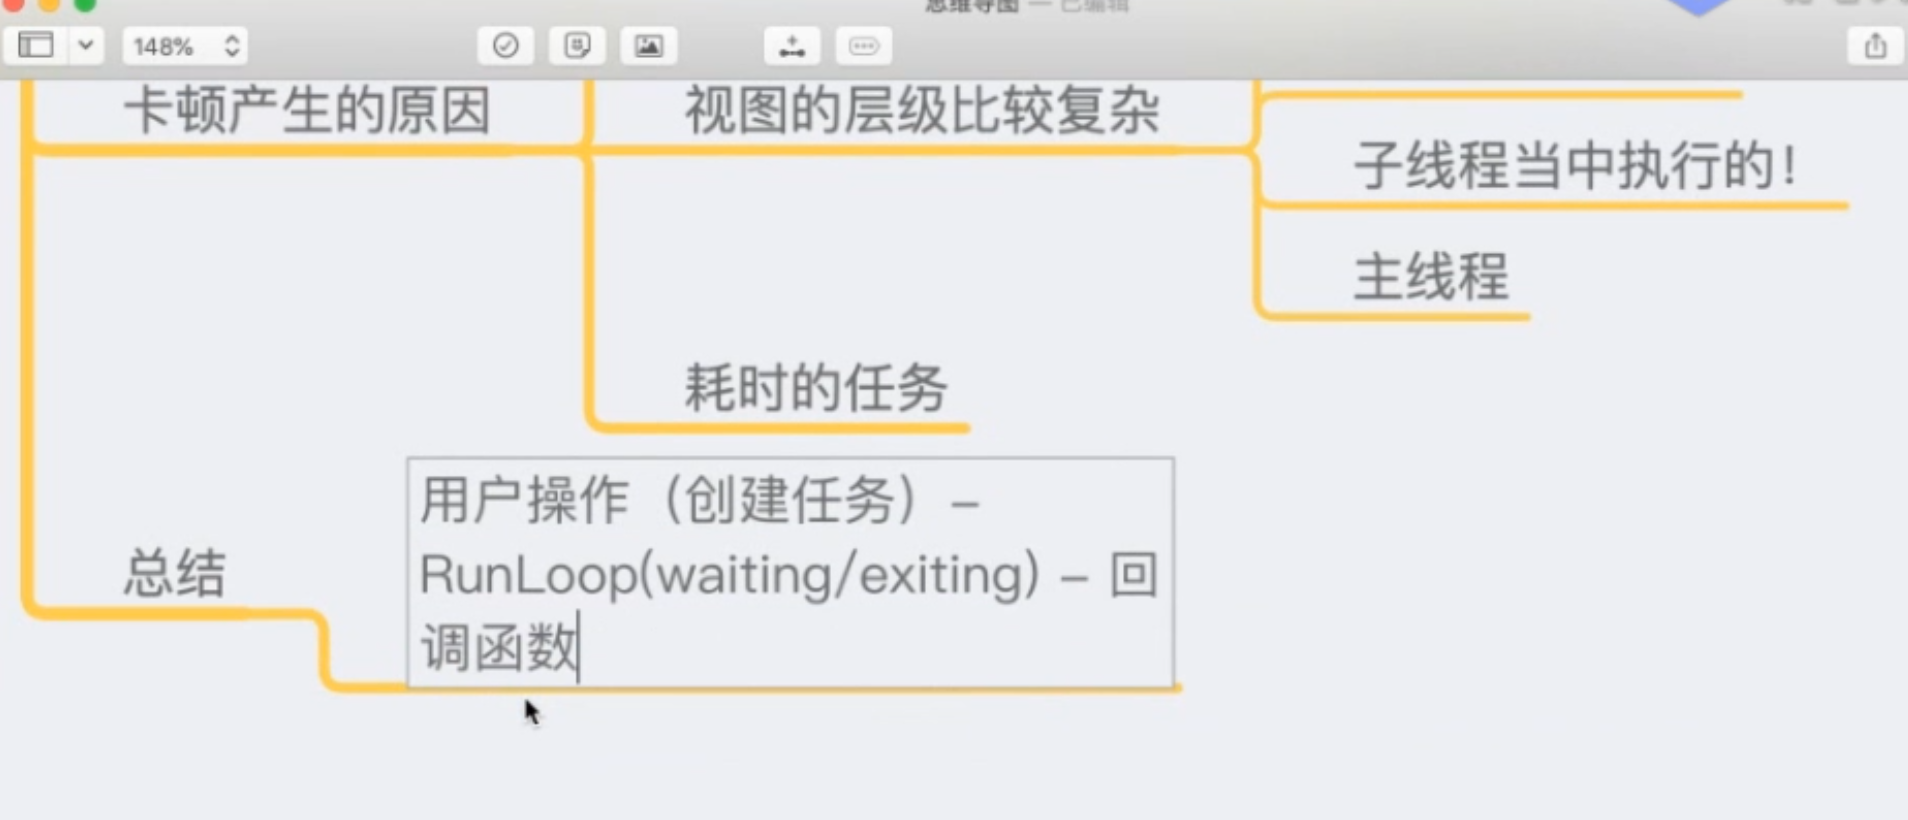 思维导图 — 已编辑
148%
卡顿产生的原因
视图的层级比较复杂
子线程当中执行的!
主线程
耗时的任务
总结
用户操作（创建任务）–
RunLoop(waiting/exiting) – 回
调函数